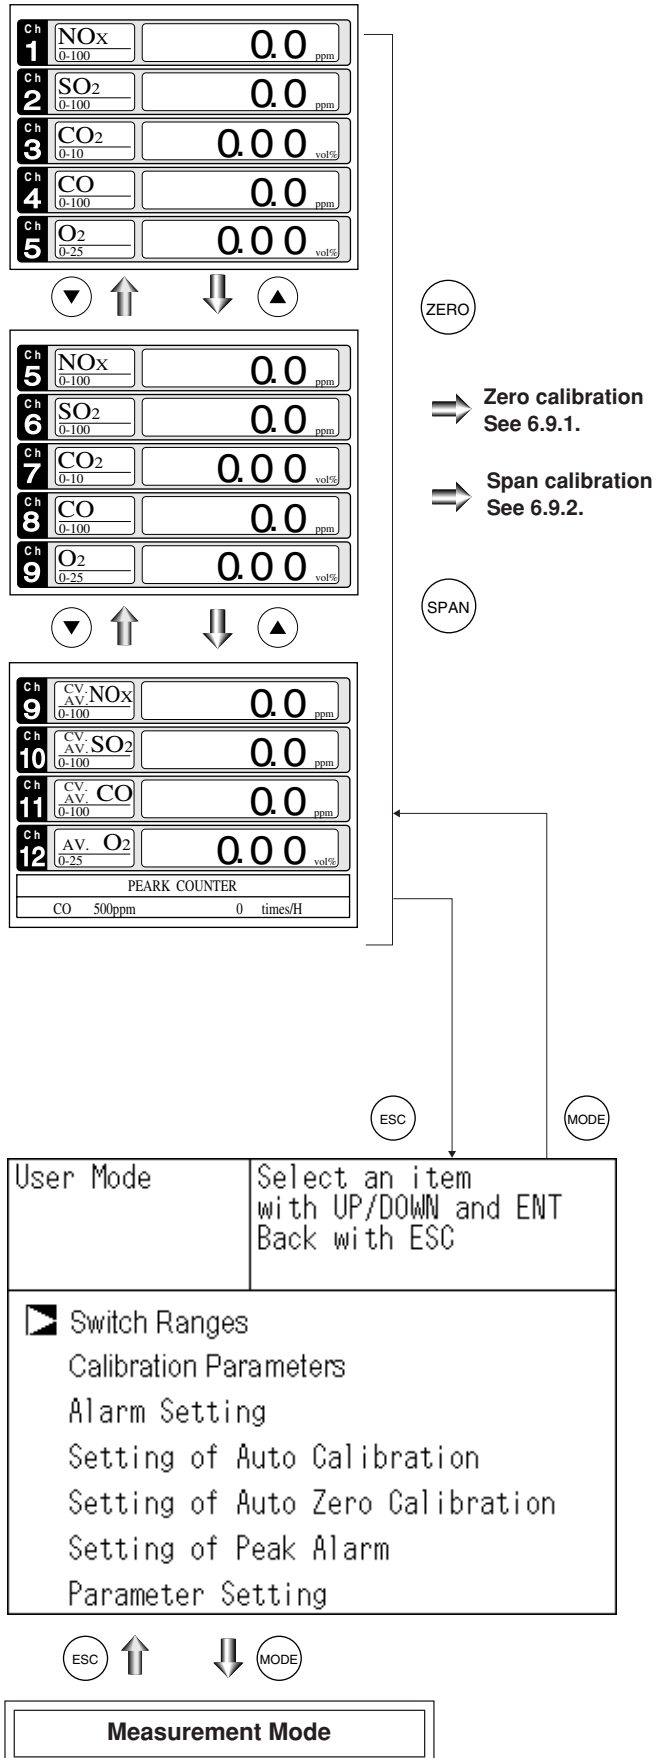 Ch 1 NOx 0-100 0.0 ppm
Ch 2 SO2 0-100 0.0 ppm
Ch 3 CO2 0-10 0.00 vol%
Ch 4 CO 0-100 0.0 ppm
Ch 5 O2 0-25 0.00 vol%
▼ ▲
ZERO
Ch 5 NOx 0-100 0.0 ppm
Ch 6 SO2 0-100 0.0 ppm
Ch 7 CO2 0-10 0.00 vol%
Ch 8 CO 0-100 0.0 ppm
Ch 9 O2 0-25 0.00 vol%
Zero calibration
See 6.9.1.
Span calibration
See 6.9.2.
▼ ▲
SPAN
Ch 9 CV. AV. NOx 0-100 0.0 ppm
Ch 10 CV. AV. SO2 0-100 0.0 ppm
Ch 11 CV. AV. CO 0-100 0.0 ppm
Ch 12 AV. O2 0-25 0.00 vol%
PEARK COUNTER
CO 500ppm 0 times/H
ESC MODE
User Mode
Select an item
with UP/DOWN and ENT
Back with ESC
Switch Ranges
Calibration Parameters
Alarm Setting
Setting of Auto Calibration
Setting of Auto Zero Calibration
Setting of Peak Alarm
Parameter Setting
ESC MODE
Measurement Mode